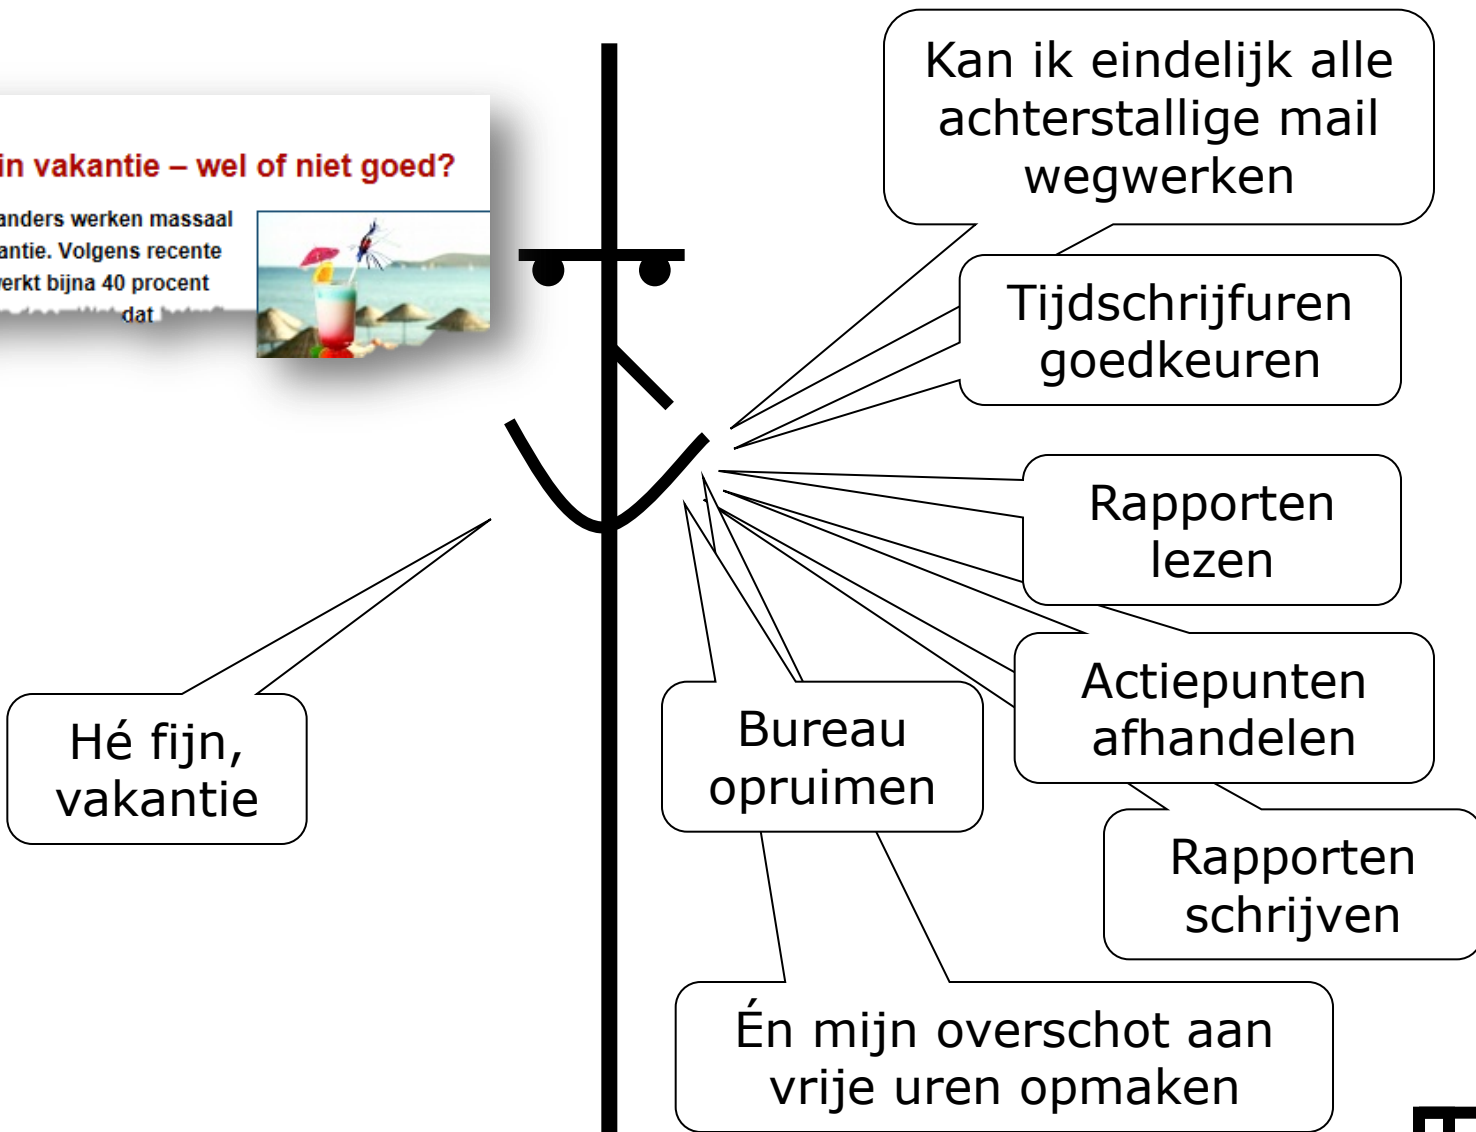 in vakantie – wel of niet goed?
anders werken massaal
antie. Volgens recente
erkt bijna 40 procent
dat
Hé fijn,
vakantie
Kan ik eindelijk alle
achterstallige mail
wegwerken
Tijdschrijfuren
goedkeuren
Rapporten
lezen
Actiepunten
afhandelen
Rapporten
schrijven
Bureau
opruimen
Én mijn overschot aan
vrije uren opmaken